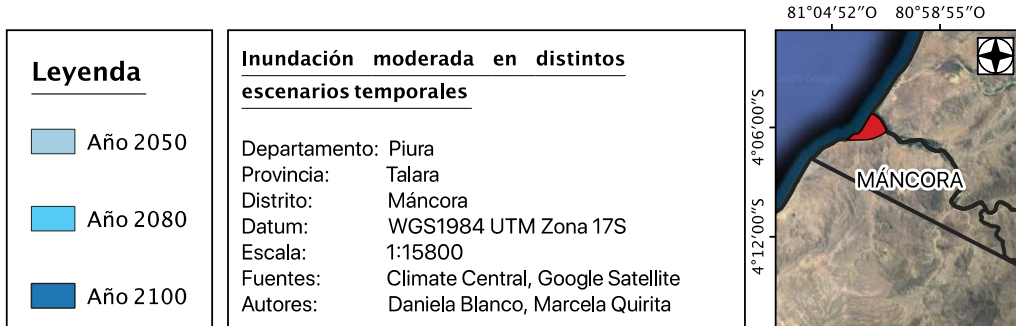 Leyenda
Año 2050
Año 2080
Año 2100
Inundación moderada en distintos
escenarios temporales
Departamento: Piura
Provincia: Talara
Distrito: Máncora
Datum: WGS1984 UTM Zona 17S
Escala: 1:15800
Fuentes: Climate Central, Google Satellite
Autores: Daniela Blanco, Marcela Quirita
81°04'52"O 80°58'55"O
4°06'00"S
4°12'00"S
MÁNCORA